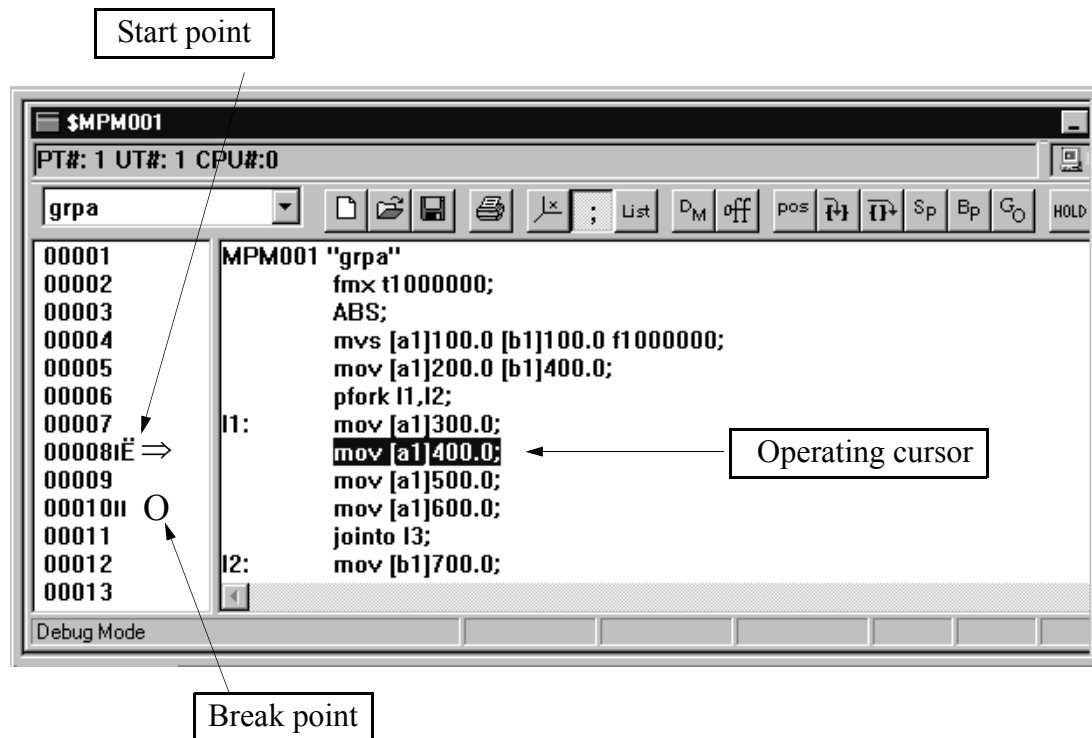 Start point
$MPM001
PT#: 1 UT#: 1 CPU#:0
grpa ; List DM off pos SP BP GO HOLD
00001 MPM001 "grpa"
00002 fmx t1000000;
00003 ABS;
00004 mvs [a1]100.0 [b1]100.0 f1000000;
00005 mov [a1]200.0 [b1]400.0;
00006 pfork l1,l2;
00007 l1: mov [a1]300.0;
00008ıË ⇒ mov [a1]400.0;
Operating cursor
00009 mov [a1]500.0;
00010ıı O mov [a1]600.0;
00011 jointo l3;
00012 l2: mov [b1]700.0;
00013
Debug Mode
Break point